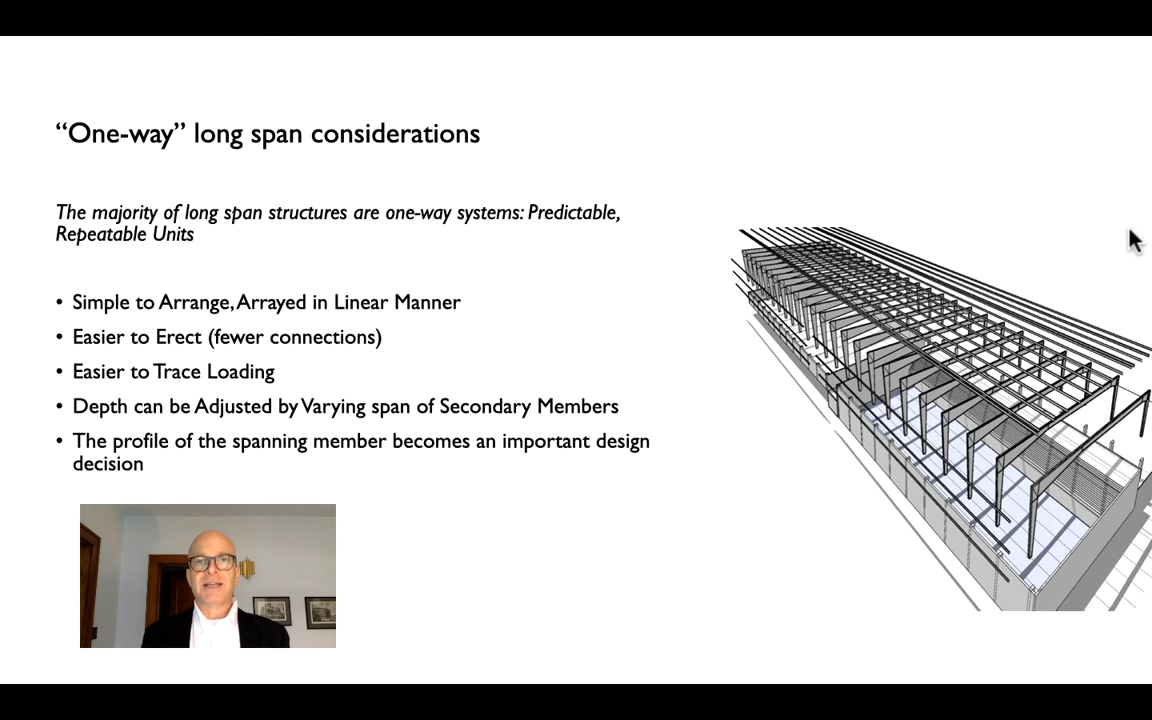 “One-way” long span considerations
The majority of long span structures are one-way systems: Predictable,
Repeatable Units
• Simple to Arrange, Arrayed in Linear Manner
• Easier to Erect (fewer connections)
• Easier to Trace Loading
• Depth can be Adjusted by Varying span of Secondary Members
• The profile of the spanning member becomes an important design
decision